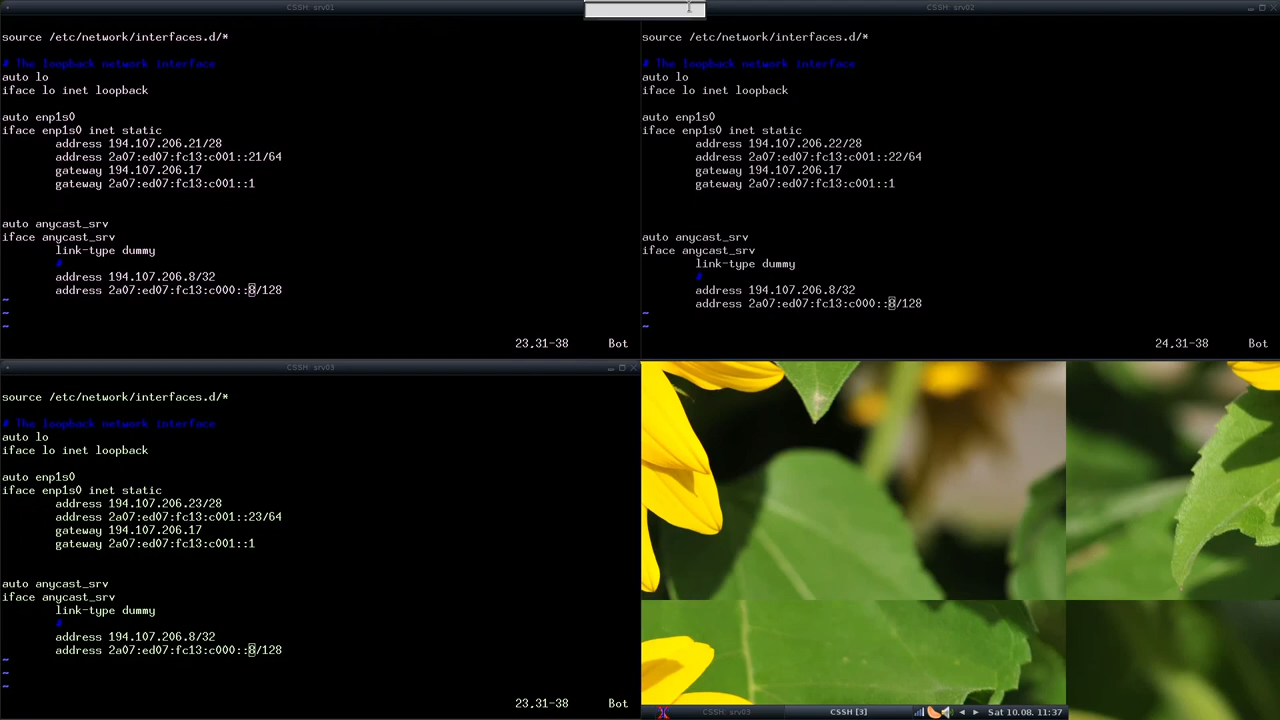 CSSH: srv01
source /etc/network/interfaces.d/*
# The loopback network interface
auto lo
iface lo inet loopback
auto enp1s0
iface enp1s0 inet static
address 194.107.206.21/28
address 2a07:ed07:fc13:c001::21/64
gateway 194.107.206.17
gateway 2a07:ed07:fc13:c001::1
auto anycast_srv
iface anycast_srv
link-type dummy
#
address 194.107.206.8/32
address 2a07:ed07:fc13:c000::8/128
~
~
~
23,31-38 Bot
CSSH: srv02
source /etc/network/interfaces.d/*
# The loopback network interface
auto lo
iface lo inet loopback
auto enp1s0
iface enp1s0 inet static
address 194.107.206.22/28
address 2a07:ed07:fc13:c001::22/64
gateway 194.107.206.17
gateway 2a07:ed07:fc13:c001::1
auto anycast_srv
iface anycast_srv
link-type dummy
#
address 194.107.206.8/32
address 2a07:ed07:fc13:c000::8/128
~
~
24,31-38 Bot
CSSH: srv03
source /etc/network/interfaces.d/*
# The loopback network interface
auto lo
iface lo inet loopback
auto enp1s0
iface enp1s0 inet static
address 194.107.206.23/28
address 2a07:ed07:fc13:c001::23/64
gateway 194.107.206.17
gateway 2a07:ed07:fc13:c001::1
auto anycast_srv
iface anycast_srv
link-type dummy
#
address 194.107.206.8/32
address 2a07:ed07:fc13:c000::8/128
~
~
~
23,31-38 Bot
CSSH: srv03 CSSH [3] Sat 10.08. 11:37